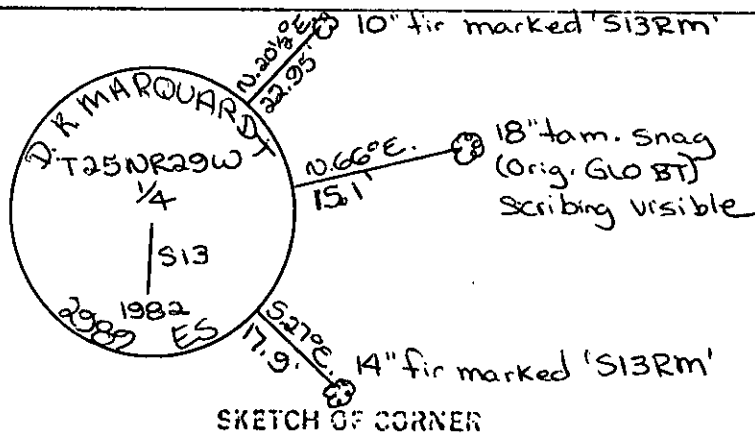 N.20½°E
22.95'
10" fir marked 'S13RM'
D. K MARQUARDT
T25NR29W
1/4
S13
1982
2989 ES
N.66°E.
15.1'
18" tam. snag
(Orig. GLO BT)
Scribing visible
S.27°E.
17.9'
14" fir marked 'S13RM'
SKETCH OF CORNER